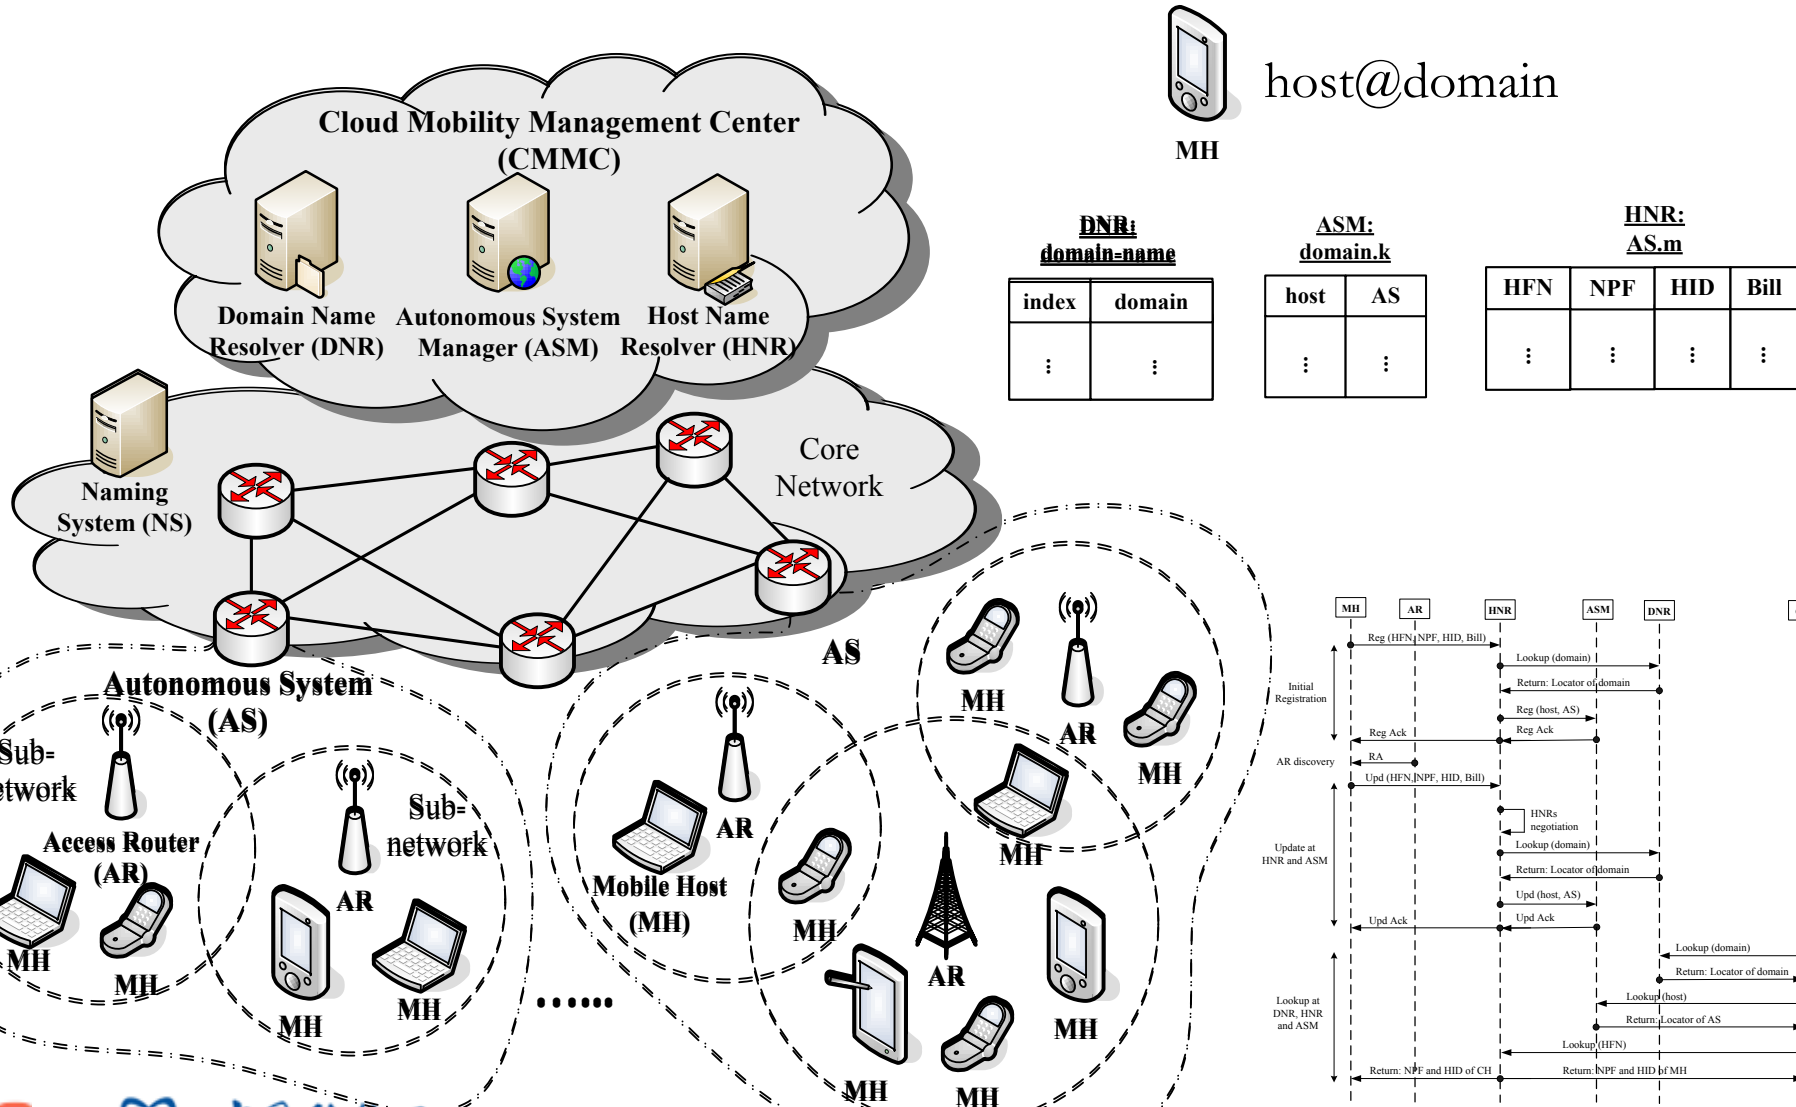 host@domain
MH
Cloud Mobility Management Center
(CMMC)
Domain Name
Resolver (DNR)
Autonomous System
Manager (ASM)
Host Name
Resolver (HNR)
DNR:
domain-name
index domain
⋮ ⋮
ASM:
domain.k
host AS
⋮ ⋮
HNR:
AS.m
HFN NPF HID Bill
⋮ ⋮ ⋮ ⋮
Naming
System (NS)
Core
Network
AS
Autonomous System
(AS)
Sub-
etwork
Access Router
(AR)
MH
MH
Sub-
network
AR
MH
MH
......
AR
Mobile Host
(MH)
MH
MH
AR
MH
MH
AR
MH
MH
MH
MH AR HNR ASM DNR
Initial
Registration
Reg (HFN, NPF, HID, Bill)
Lookup (domain)
Return: Locator of domain
Reg (host, AS)
Reg Ack
Reg Ack
AR discovery
RA
Update at
HNR and ASM
Upd (HFN, NPF, HID, Bill)
HNRs
negotiation
Lookup (domain)
Return: Locator of domain
Upd (host, AS)
Upd Ack
Upd Ack
Lookup at
DNR, HNR
and ASM
Lookup (domain)
Return: Locator of domain
Lookup (host)
Return: Locator of AS
Lookup (HFN)
Return: NPF and HID of CH
Return: NPF and HID of MH